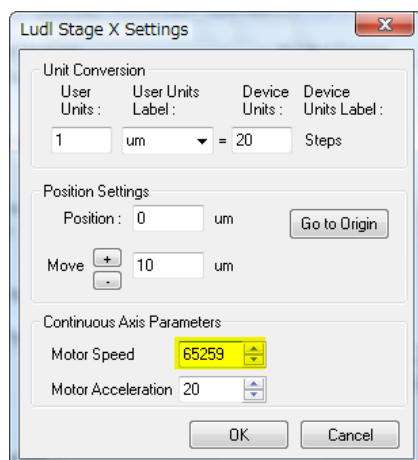 Ludl Stage X Settings
Unit Conversion
User Units : User Units Label : Device Units : Device Units Label :
1 um = 20 Steps
Position Settings
Position : 0 um Go to Origin
Move + - 10 um
Continuous Axis Parameters
Motor Speed 65259
Motor Acceleration 20
OK Cancel